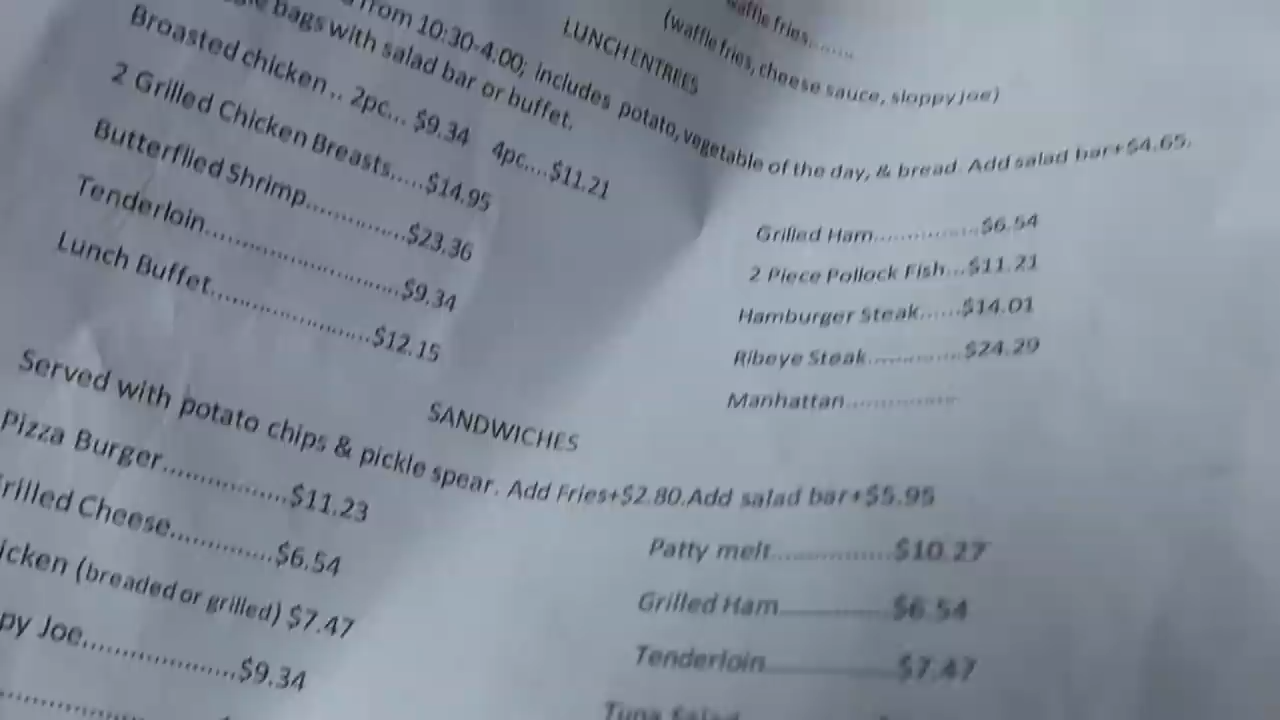 waffle fries........
(waffle fries, cheese sauce, sloppy joe)
LUNCH ENTREES
from 10:30-4:00; includes potato, vegetable of the day, & bread. Add salad bar+$4.65.
bags with salad bar or buffet.
Broasted chicken .. 2pc... $9.34 4pc....$11.21
2 Grilled Chicken Breasts.....$14.95
Butterflied Shrimp...............$23.36
Tenderloin.............................$9.34
Lunch Buffet.......................$12.15
Grilled Ham................$6.54
2 Piece Pollock Fish...$11.21
Hamburger Steak......$14.01
Ribeye Steak..............$24.29
Manhattan................
SANDWICHES
Served with potato chips & pickle spear. Add Fries+$2.80.Add salad bar+$5.95
Pizza Burger..................$11.23
Grilled Cheese..............$6.54
(breaded or grilled) $7.47
Joe......................$9.34
Patty melt.................$10.27
Grilled Ham................$6.54
Tenderloin..................$7.47
Tuna Salad